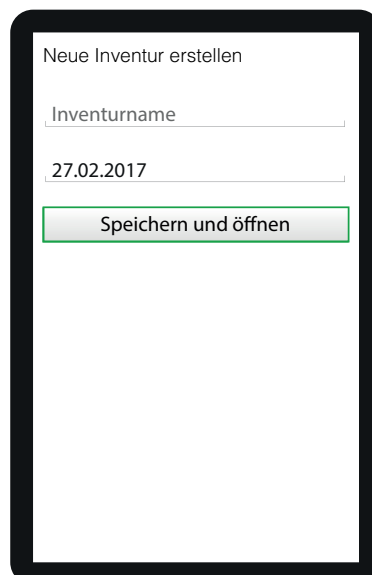 Neue Inventur erstellen
Inventurname
27.02.2017
Speichern und öffnen